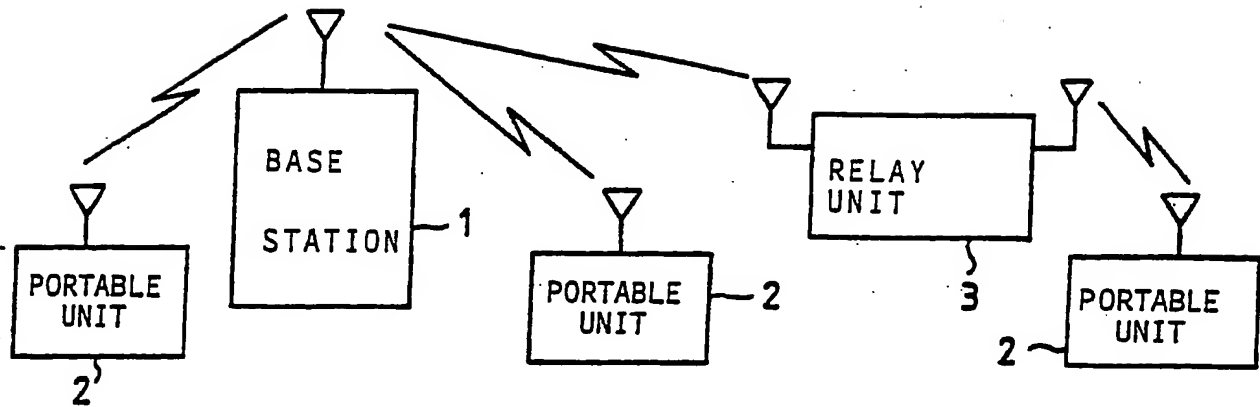 BASE
STATION
1
PORTABLE
UNIT
2
PORTABLE
UNIT
2
RELAY
UNIT
3
PORTABLE
UNIT
2